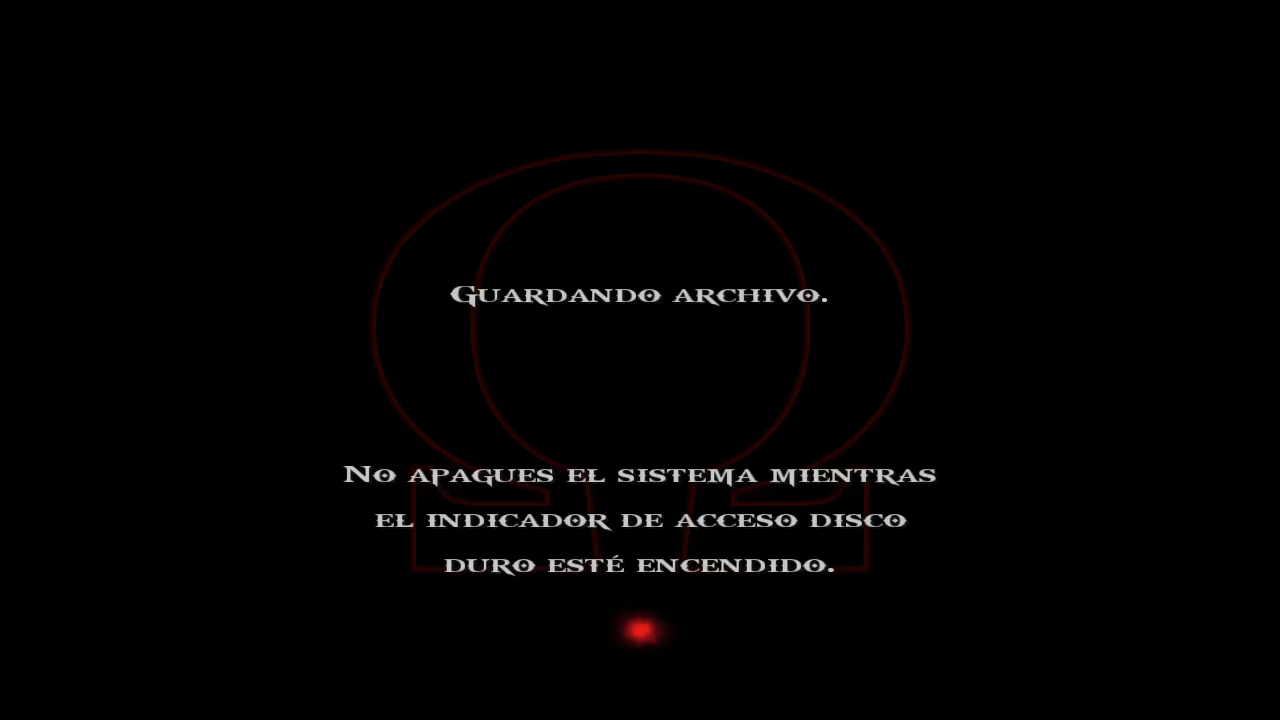 Guardando archivo.
No apagues el sistema mientras
el indicador de acceso disco
duro esté encendido.